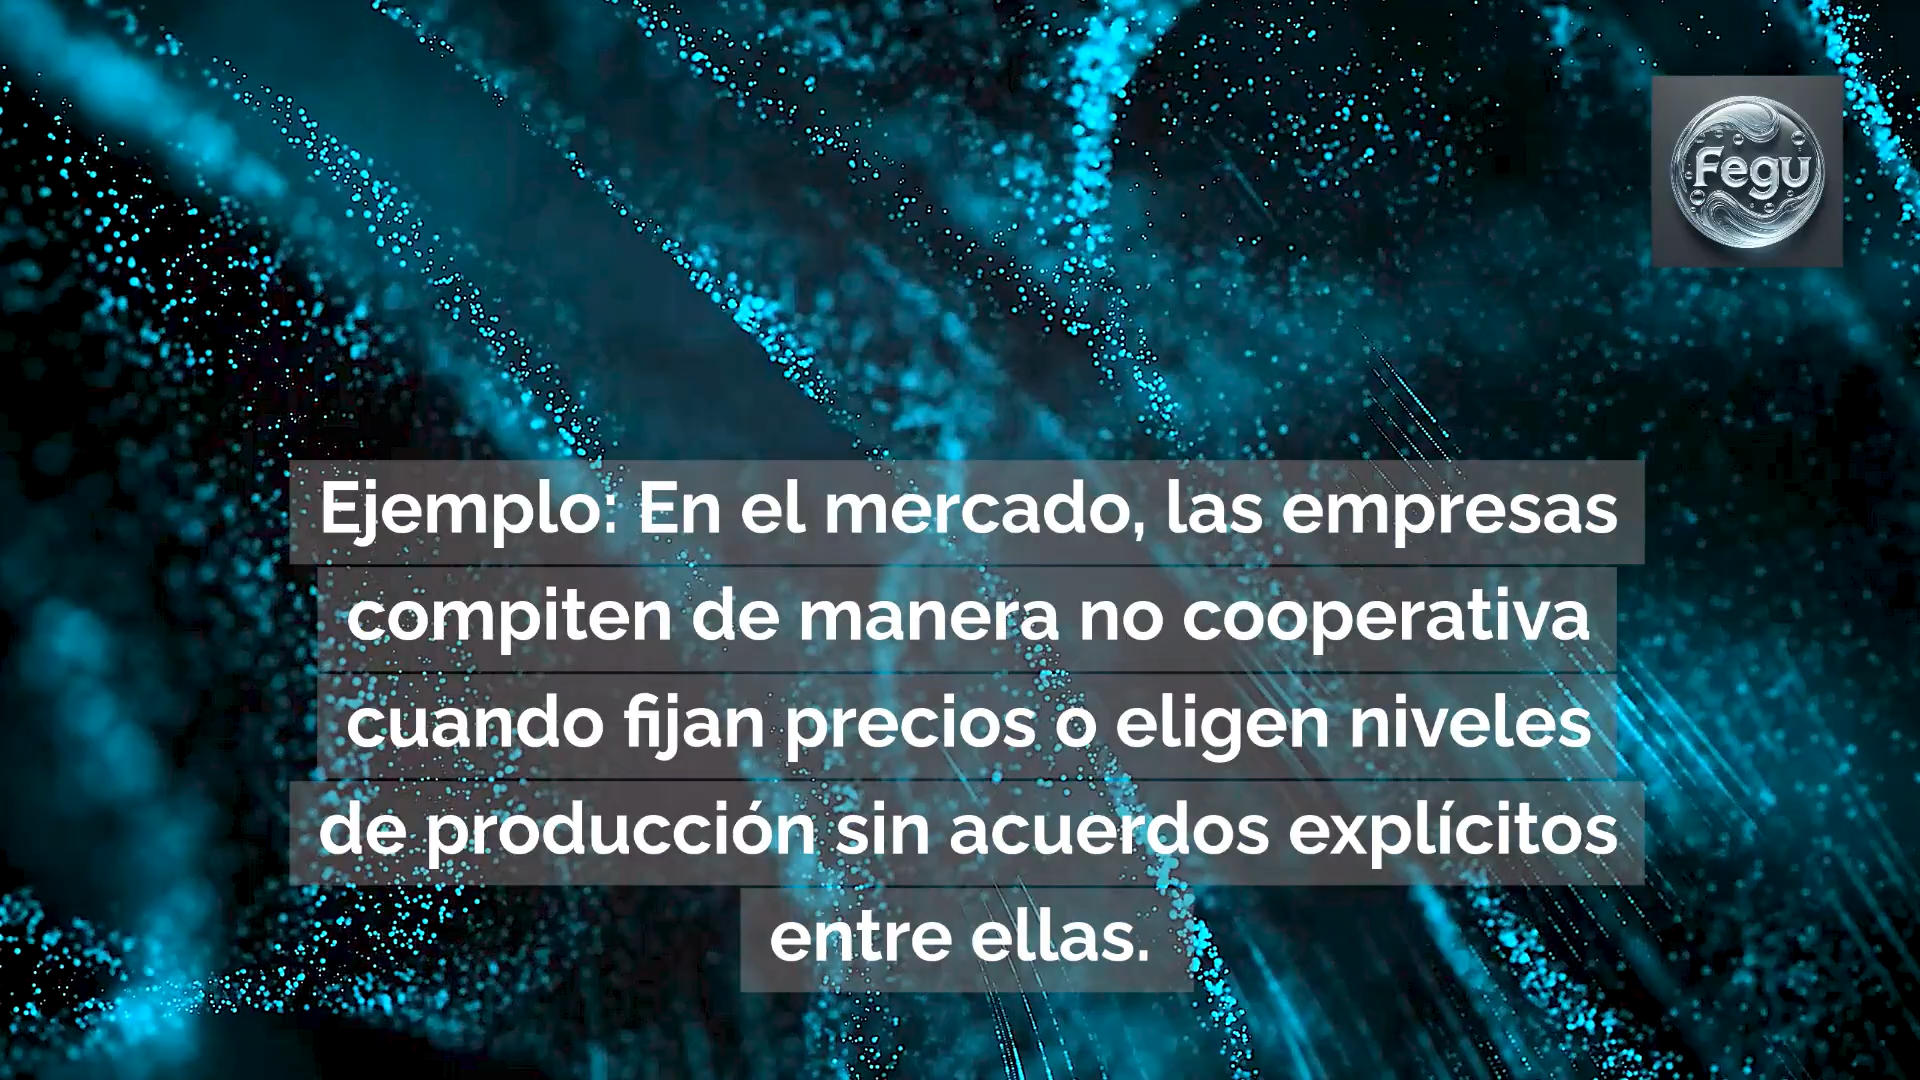 Fegu
Ejemplo: En el mercado, las empresas
compiten de manera no cooperativa
cuando fijan precios o eligen niveles
de producción sin acuerdos explícitos
entre ellas.